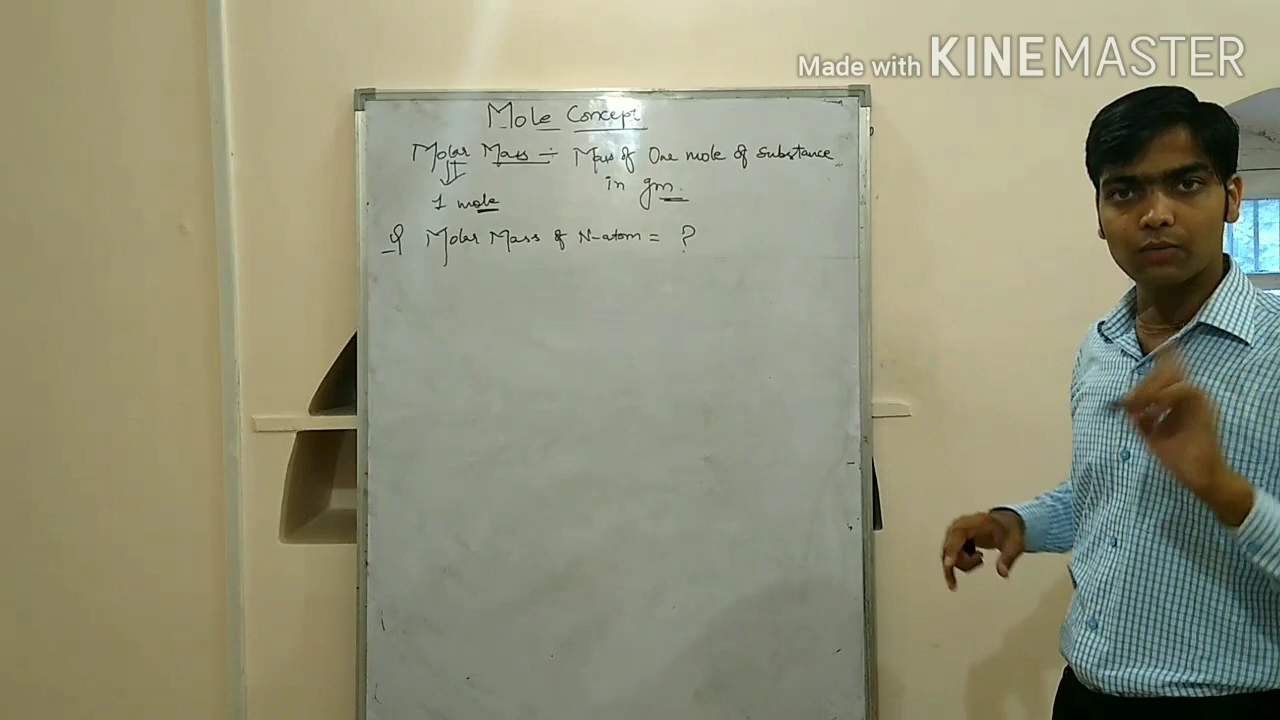 Made with KINEMASTER
Mole Concept
Molar Mass :- Mass of One mole of Substance
in gm.
1 mole
Q Molar Mass of N-atom = ?